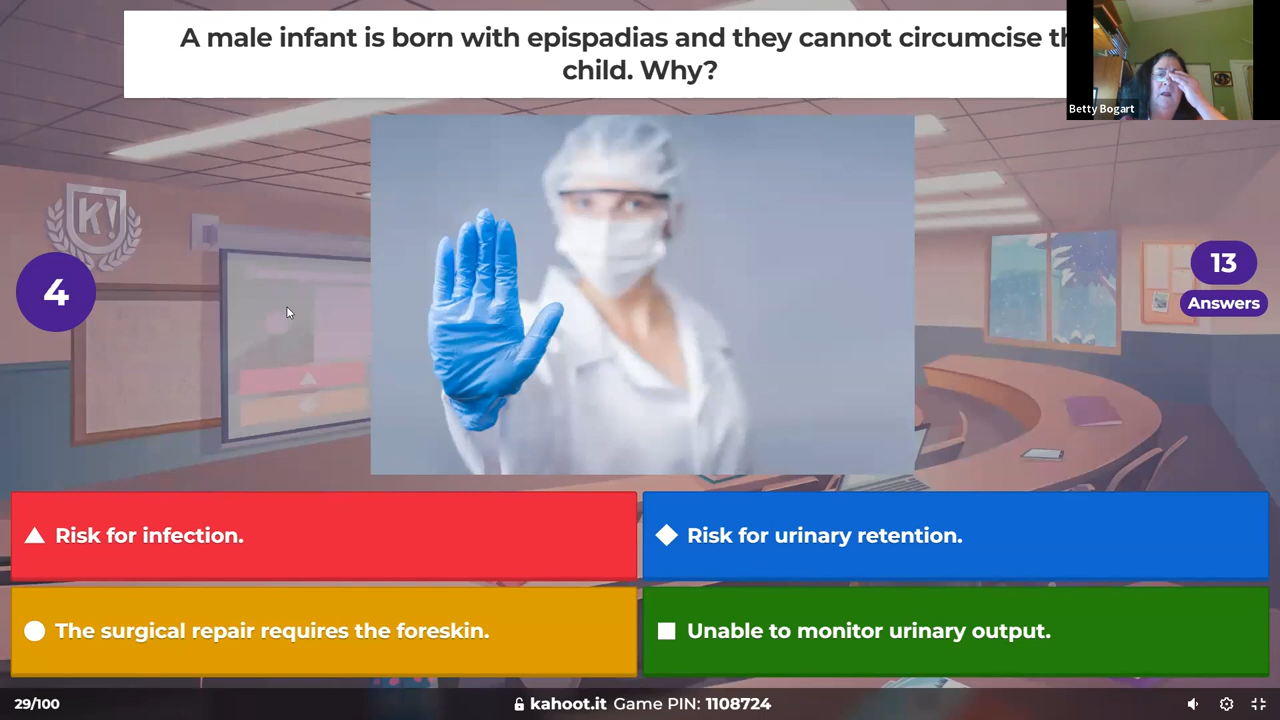 A male infant is born with epispadias and they cannot circumcise
child. Why?
Betty Bogart
K!
4
13
Answers
Risk for infection.
Risk for urinary retention.
The surgical repair requires the foreskin.
Unable to monitor urinary output.
29/100
kahoot.it Game PIN: 1108724